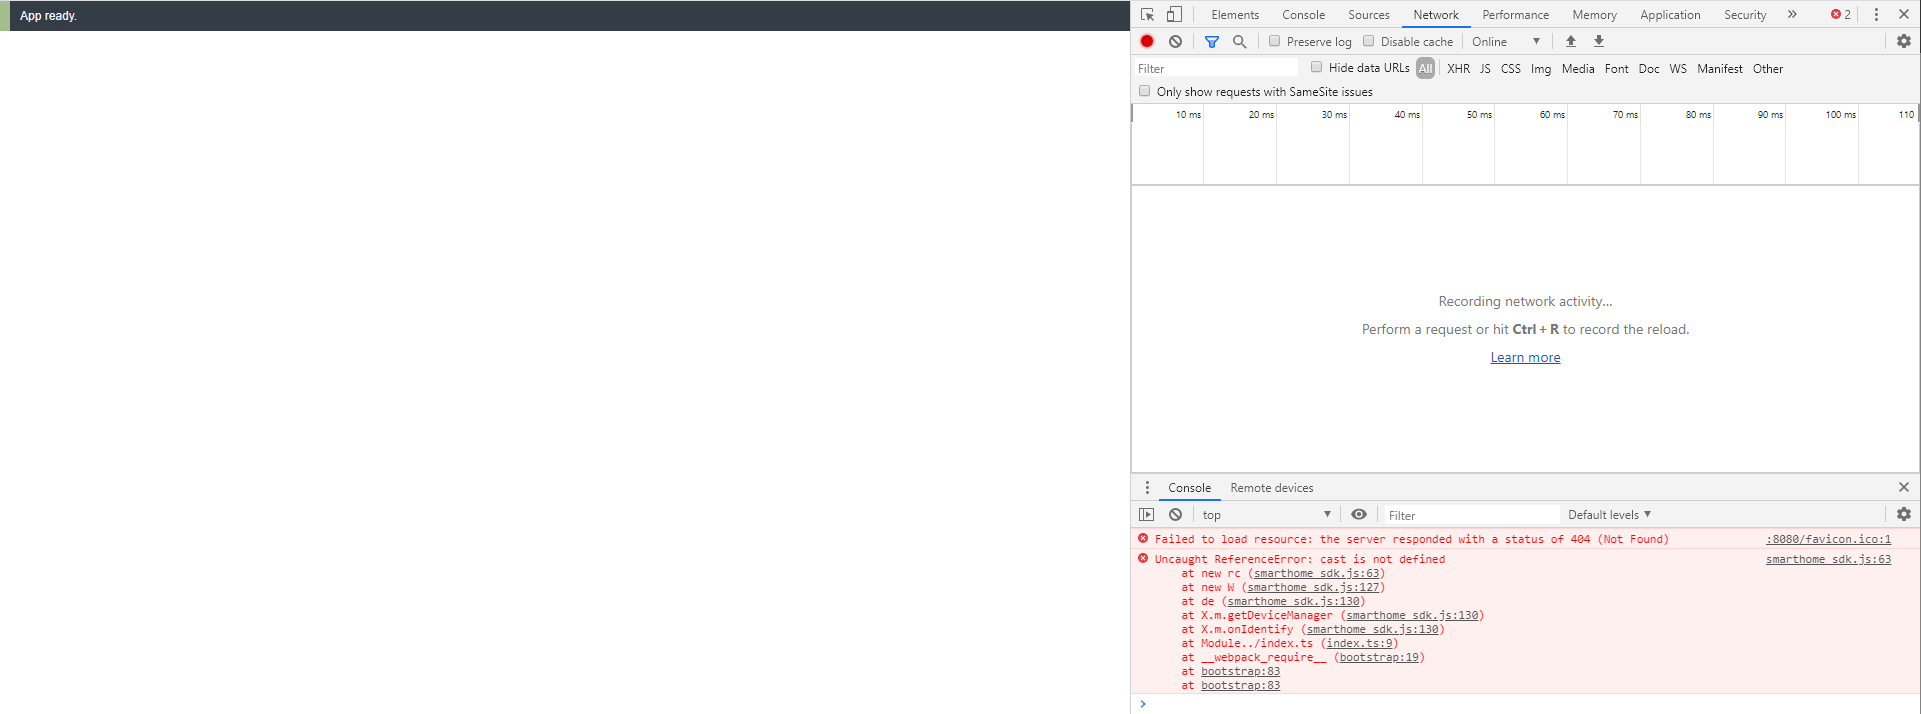 App ready.
Elements Console Sources Network Performance Memory Application Security » 2
Preserve log Disable cache Online
Filter Hide data URLs All XHR JS CSS Img Media Font Doc WS Manifest Other
Only show requests with SameSite issues
10 ms 20 ms 30 ms 40 ms 50 ms 60 ms 70 ms 80 ms 90 ms 100 ms 110
Recording network activity…
Perform a request or hit Ctrl + R to record the reload.
Learn more
Console Remote devices
top Filter Default levels
Failed to load resource: the server responded with a status of 404 (Not Found) :8080/favicon.ico:1
Uncaught ReferenceError: cast is not defined smarthome_sdk.js:63
at new rc (smarthome_sdk.js:63)
at new W (smarthome_sdk.js:127)
at de (smarthome_sdk.js:130)
at X.m.getDeviceManager (smarthome_sdk.js:130)
at X.m.onIdentify (smarthome_sdk.js:130)
at Module../index.ts (index.ts:9)
at __webpack_require__ (bootstrap:19)
at bootstrap:83
at bootstrap:83